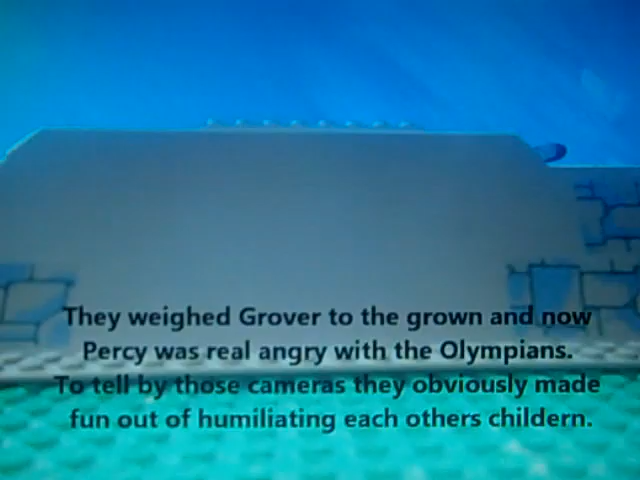 They weighed Grover to the grown and now
Percy was real angry with the Olympians.
To tell by those cameras they obviously made
fun out of humiliating each others childern.